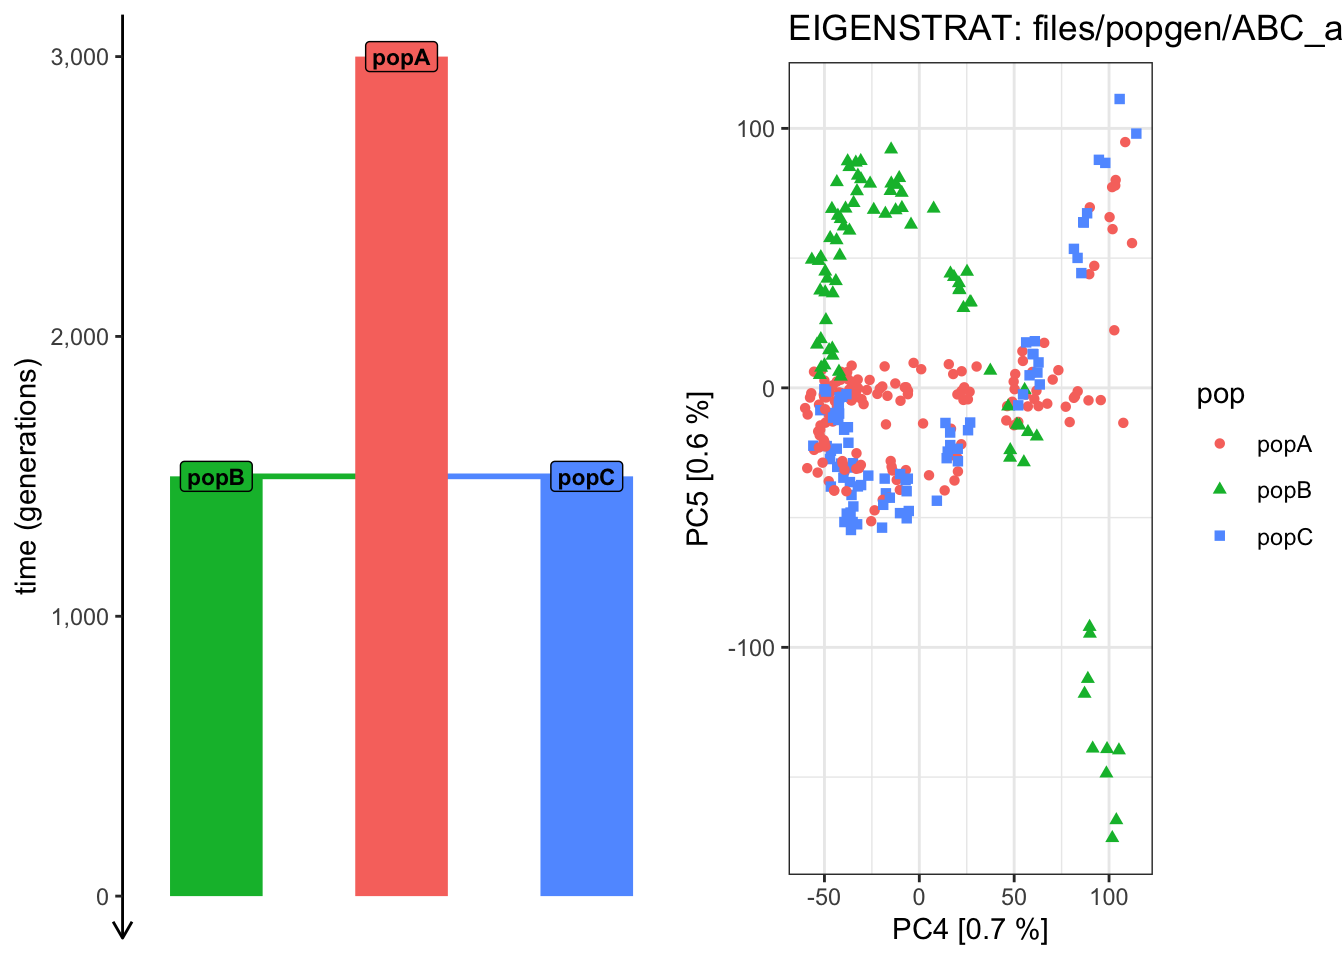 time (generations)
3,000
2,000
1,000
0
popA
popB
popC
EIGENSTRAT: files/popgen/ABC_a
PC5 [0.6 %]
100
0
-100
-50
0
50
100
PC4 [0.7 %]
pop
popA
popB
popC